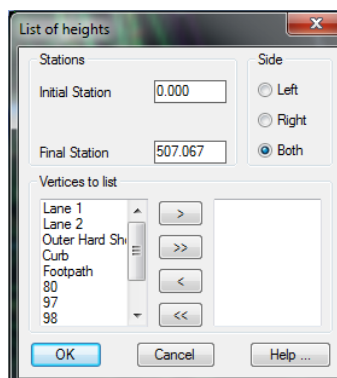 List of heights
Stations
Side
Initial Station 0.000
Left
Right
Final Station 507.067
Both
Vertices to list
Lane 1
Lane 2
Outer Hard
Curb
Footpath
80
97
98
>
>>
<
<<
OK Cancel Help ...